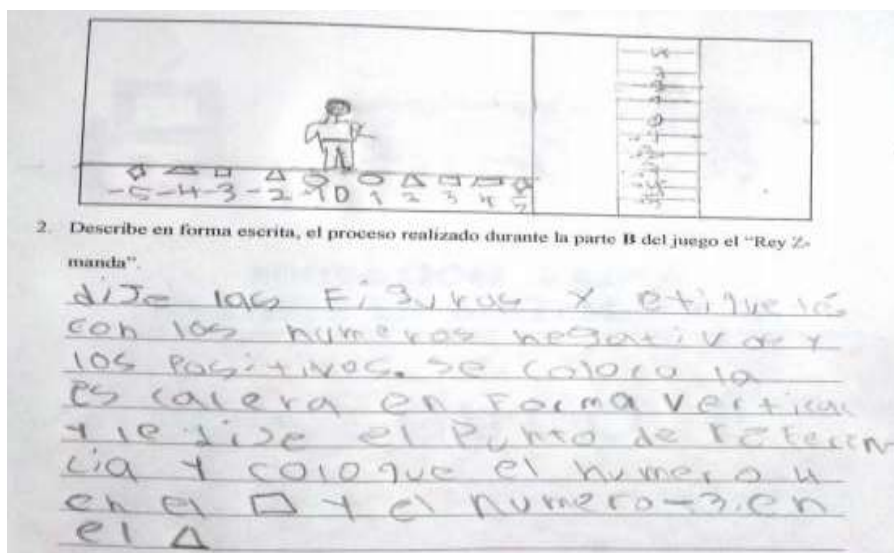 -5 -4 -3 -2 -1 0 1 2 3 4 5
2. Describe en forma escrita, el proceso realizado durante la parte B del juego el “Rey Z-
manda”.
dije las Figuras y etiqueté
con los numeros negativos y
los Positivos. se coloco la
escalera en Forma vertical
y le dije el Punto de referen
cia y coloque el numero 4
en el ▭ y el numero -3. en
el △